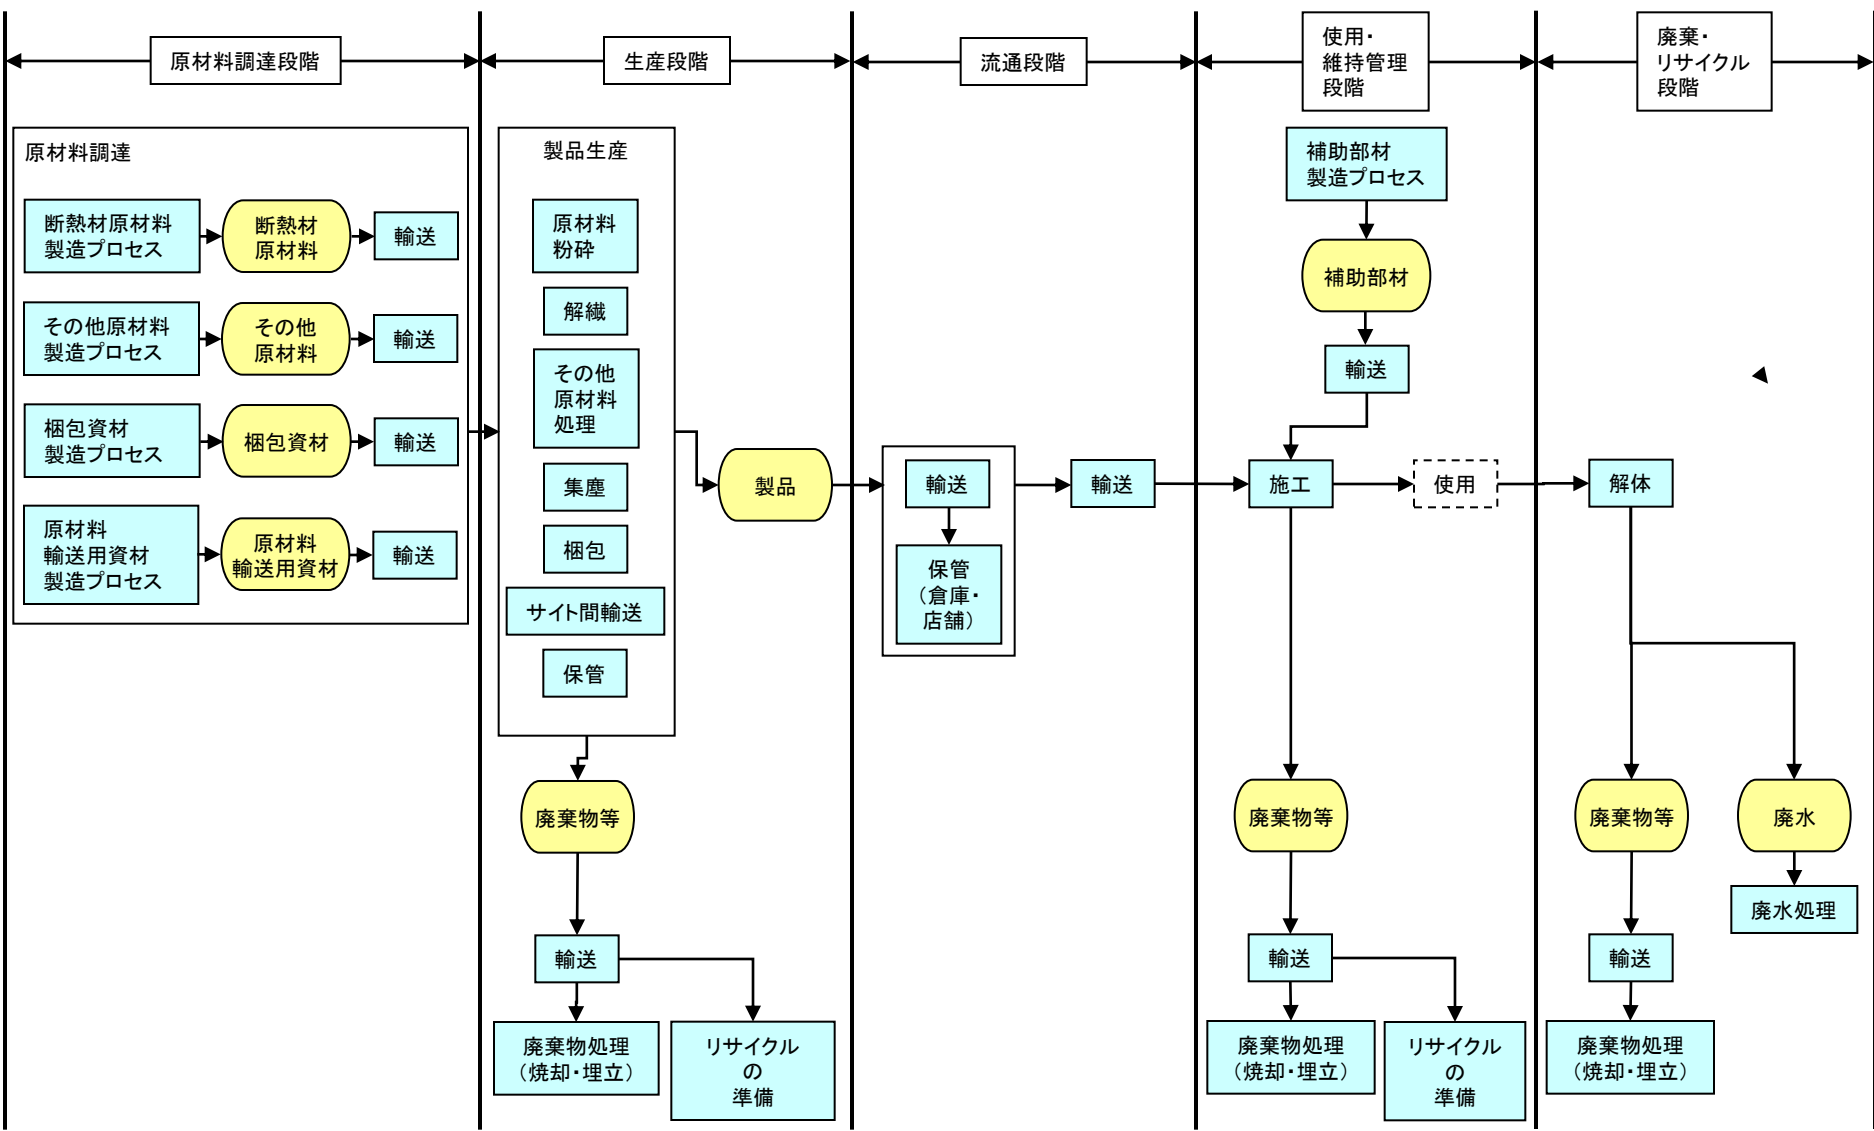 原材料調達段階
生産段階
流通段階
使用・
維持管理
段階
廃棄・
リサイクル
段階
原材料調達
断熱材原材料
製造プロセス
断熱材
原材料
輸送
その他原材料
製造プロセス
その他
原材料
輸送
梱包資材
製造プロセス
梱包資材
輸送
原材料
輸送用資材
製造プロセス
原材料
輸送用資材
輸送
製品生産
原材料
粉砕
解繊
その他
原材料
処理
集塵
梱包
サイト間輸送
保管
製品
廃棄物等
輸送
廃棄物処理
(焼却・埋立)
リサイクル
の
準備
輸送
保管
(倉庫・
店舗)
輸送
補助部材
製造プロセス
補助部材
輸送
施工
使用
廃棄物等
輸送
廃棄物処理
(焼却・埋立)
リサイクル
の
準備
解体
廃棄物等
輸送
廃棄物処理
(焼却・埋立)
廃水
廃水処理